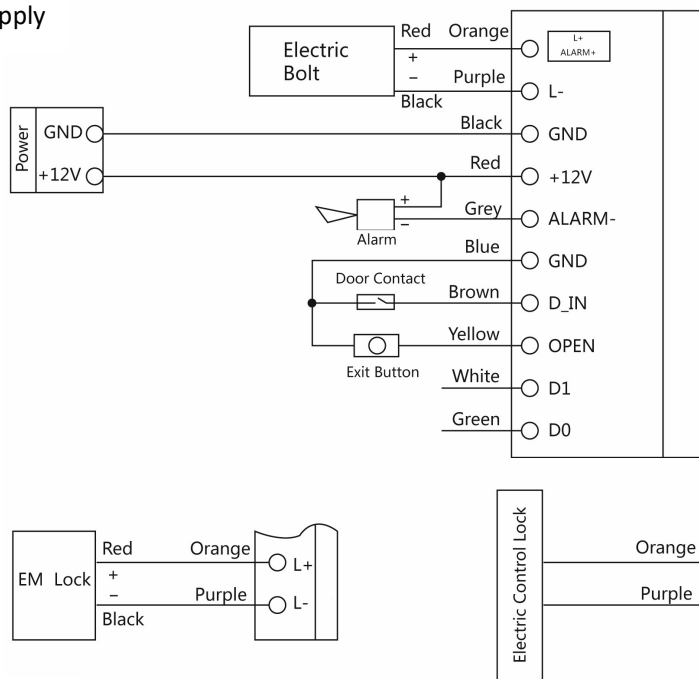 pply
Red Orange
L+
ALARM+
Electric
Bolt
+
−
Purple
L-
Black
Power
GND
Black
GND
+12V
Red
+12V
+
Grey
ALARM-
−
Alarm
Blue
GND
Door Contact
Brown
D_IN
Yellow
OPEN
Exit Button
White
D1
Green
D0
EM Lock
Red
Orange
L+
+
−
Purple
L-
Black
Electric Control Lock
Orange
Purple